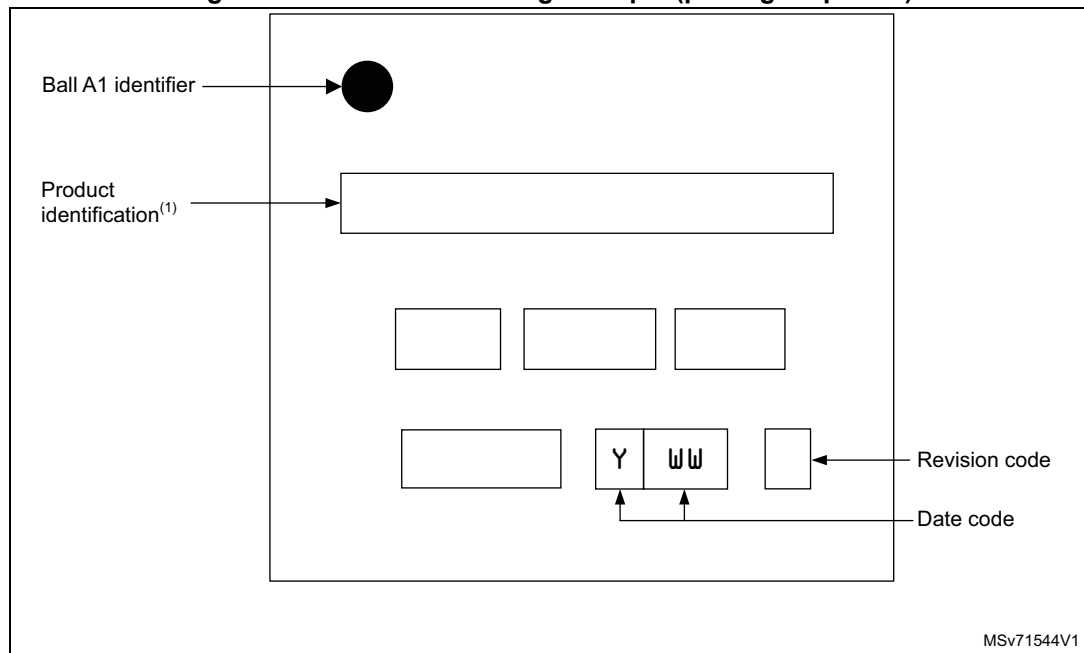 Ball A1 identifier
Product
identification(1)
Y WW
Revision code
Date code
MSv71544V1